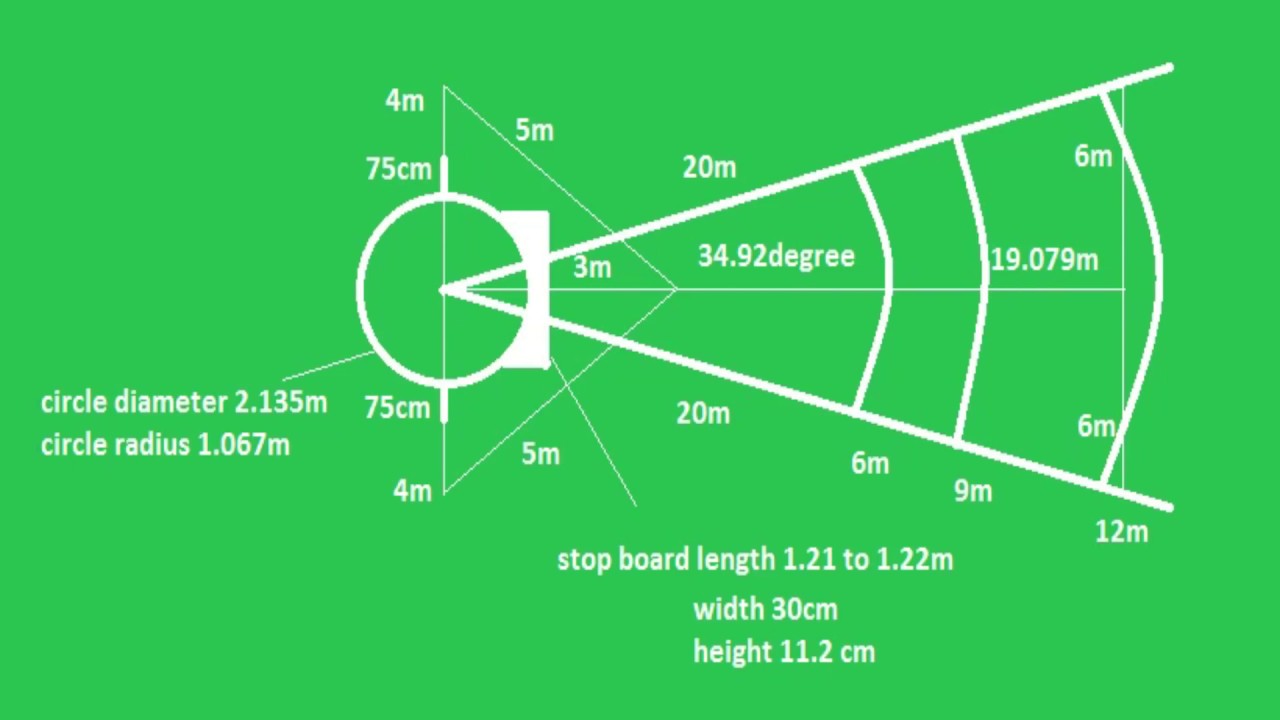 4m
5m
75cm
20m
6m
34.92degree
19.079m
3m
circle diameter 2.135m
circle radius 1.067m
75cm
20m
6m
5m
6m
4m
9m
12m
stop board length 1.21 to 1.22m
width 30cm
height 11.2 cm